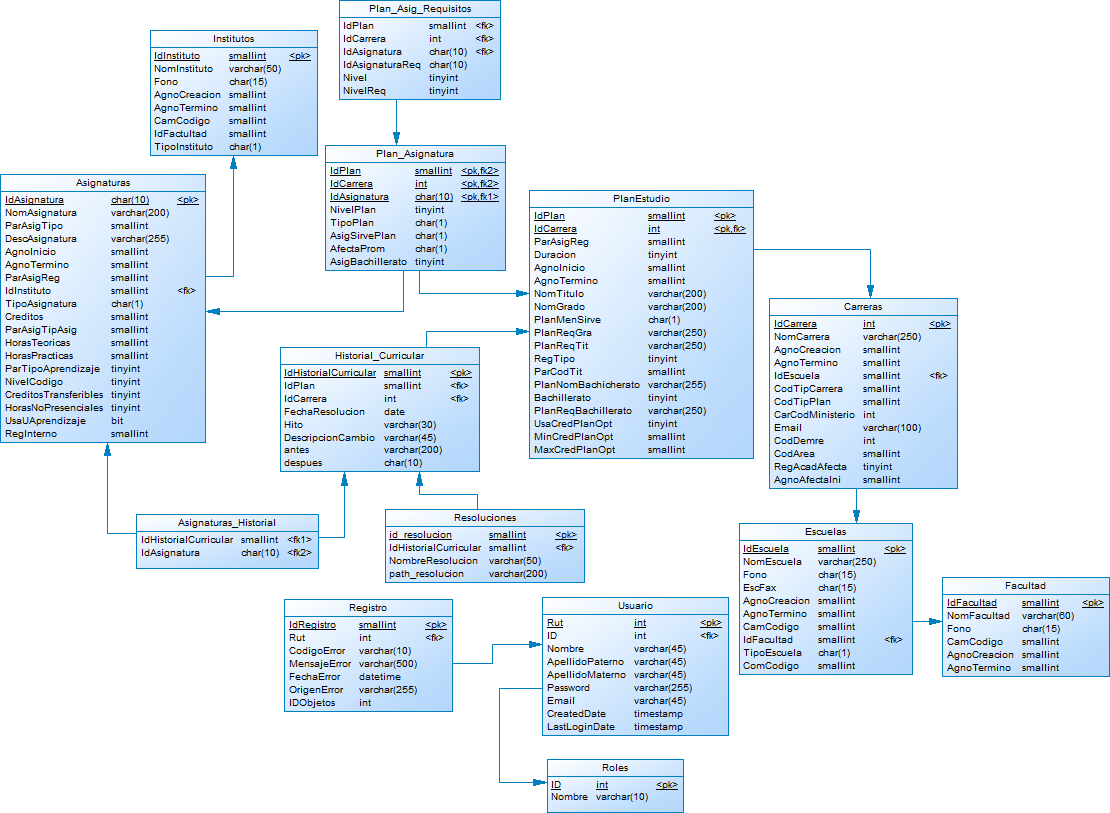 Plan_Asig_Requisitos
IdPlan smallint <fk>
IdCarrera int <fk>
IdAsignatura char(10) <fk>
IdAsignaturaReq char(10)
Nivel tinyint
NivelReq tinyint
Institutos
IdInstituto smallint <pk>
NomInstituto varchar(50)
Fono char(15)
AgnoCreacion smallint
AgnoTermino smallint
CamCodigo smallint
IdFactultad smallint
TipoInstituto char(1)
Plan_Asignatura
IdPlan smallint <pk,fk2>
IdCarrera int <pk,fk2>
IdAsignatura char(10) <pk,fk1>
NivelPlan tinyint
TipoPlan char(1)
AsigSirvePlan char(1)
AfectaProm char(1)
AsigBachillerato tinyint
Asignaturas
IdAsignatura char(10) <pk>
NomAsignatura varchar(200)
ParAsigTipo smallint
DescAsignatura varchar(255)
AgnoInicio smallint
AgnoTermino smallint
ParAsigReg smallint
IdInstituto smallint <fk>
TipoAsignatura char(1)
Creditos smallint
ParAsigTipAsig smallint
HorasTeoricas smallint
HorasPracticas smallint
ParTipoAprendizaje tinyint
NivelCodigo tinyint
CreditosTransferibles tinyint
HorasNoPresenciales tinyint
UsaUAprendizaje bit
RegInterno smallint
PlanEstudio
IdPlan smallint <pk>
IdCarrera int <pk,fk>
ParAsigReg smallint
Duracion tinyint
AgnoInicio smallint
AgnoTermino smallint
NomTitulo varchar(200)
NomGrado varchar(200)
PlanMenSirve char(1)
PlanReqGra varchar(250)
PlanReqTit varchar(250)
RegTipo tinyint
ParCodTit smallint
PlanNomBachicherato varchar(255)
Bachillerato tinyint
PlanReqBachillerato varchar(250)
UsaCredPlanOpt tinyint
MinCredPlanOpt smallint
MaxCredPlanOpt smallint
Carreras
IdCarrera int <pk>
NomCarrera varchar(250)
AgnoCreacion smallint
AgnoTermino smallint
IdEscuela smallint <fk>
CodTipCarrera smallint
CodTipPlan smallint
CarCodMinisterio int
Email varchar(100)
CodDemre int
CodArea smallint
RegAcadAfecta tinyint
AgnoAfectaIni smallint
Historial_Curricular
IdHistorialCurricular smallint <pk>
IdPlan smallint <fk>
IdCarrera int <fk>
FechaResolucion date
Hito varchar(30)
DescripcionCambio varchar(45)
antes varchar(200)
despues char(10)
Asignaturas_Historial
IdHistorialCurricular smallint <fk1>
IdAsignatura char(10) <fk2>
Resoluciones
id_resolucion smallint <pk>
IdHistorialCurricular smallint <fk>
NombreResolucion varchar(50)
path_resolucion varchar(200)
Escuelas
IdEscuela smallint <pk>
NomEscuela varchar(250)
Fono char(15)
EscFax char(15)
AgnoCreacion smallint
AgnoTermino smallint
CamCodigo smallint
IdFacultad smallint <fk>
TipoEscuela char(1)
ComCodigo smallint
Facultad
IdFacultad smallint <pk>
NomFacultad varchar(60)
Fono char(15)
CamCodigo smallint
AgnoCreacion smallint
AgnoTermino smallint
Registro
IdRegistro smallint <pk>
Rut int <fk>
CodigoError varchar(10)
MensajeError varchar(500)
FechaError datetime
OrigenError varchar(255)
IDObjetos int
Usuario
Rut int <pk>
ID int <fk>
Nombre varchar(45)
ApellidoPaterno varchar(45)
ApellidoMaterno varchar(45)
Password varchar(255)
Email varchar(45)
CreatedDate timestamp
LastLoginDate timestamp
Roles
ID int <pk>
Nombre varchar(10)